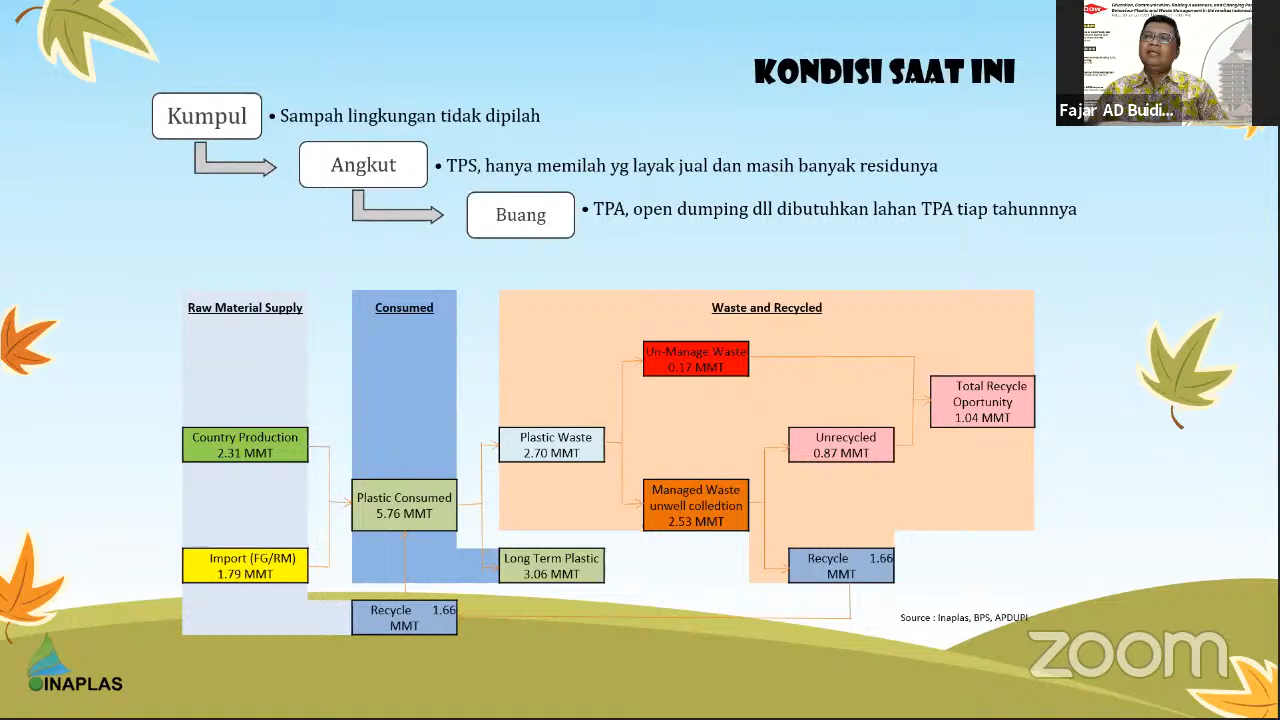 KONDISI SAAT INI
Fajar AD Buidi...
Kumpul
• Sampah lingkungan tidak dipilah
Angkut
• TPS, hanya memilah yg layak jual dan masih banyak residunya
Buang
• TPA, open dumping dll dibutuhkan lahan TPA tiap tahunnnya
Raw Material Supply
Consumed
Waste and Recycled
Un-Manage Waste
0.17 MMT
Total Recycle
Oportunity
1.04 MMT
Country Production
2.31 MMT
Plastic Waste
2.70 MMT
Unrecycled
0.87 MMT
Plastic Consumed
5.76 MMT
Managed Waste
unwell colledtion
2.53 MMT
Import (FG/RM)
1.79 MMT
Long Term Plastic
3.06 MMT
Recycle 1.66
MMT
Recycle 1.66
MMT
Source : Inaplas, BPS, APDUPI
INAPLAS
zoom